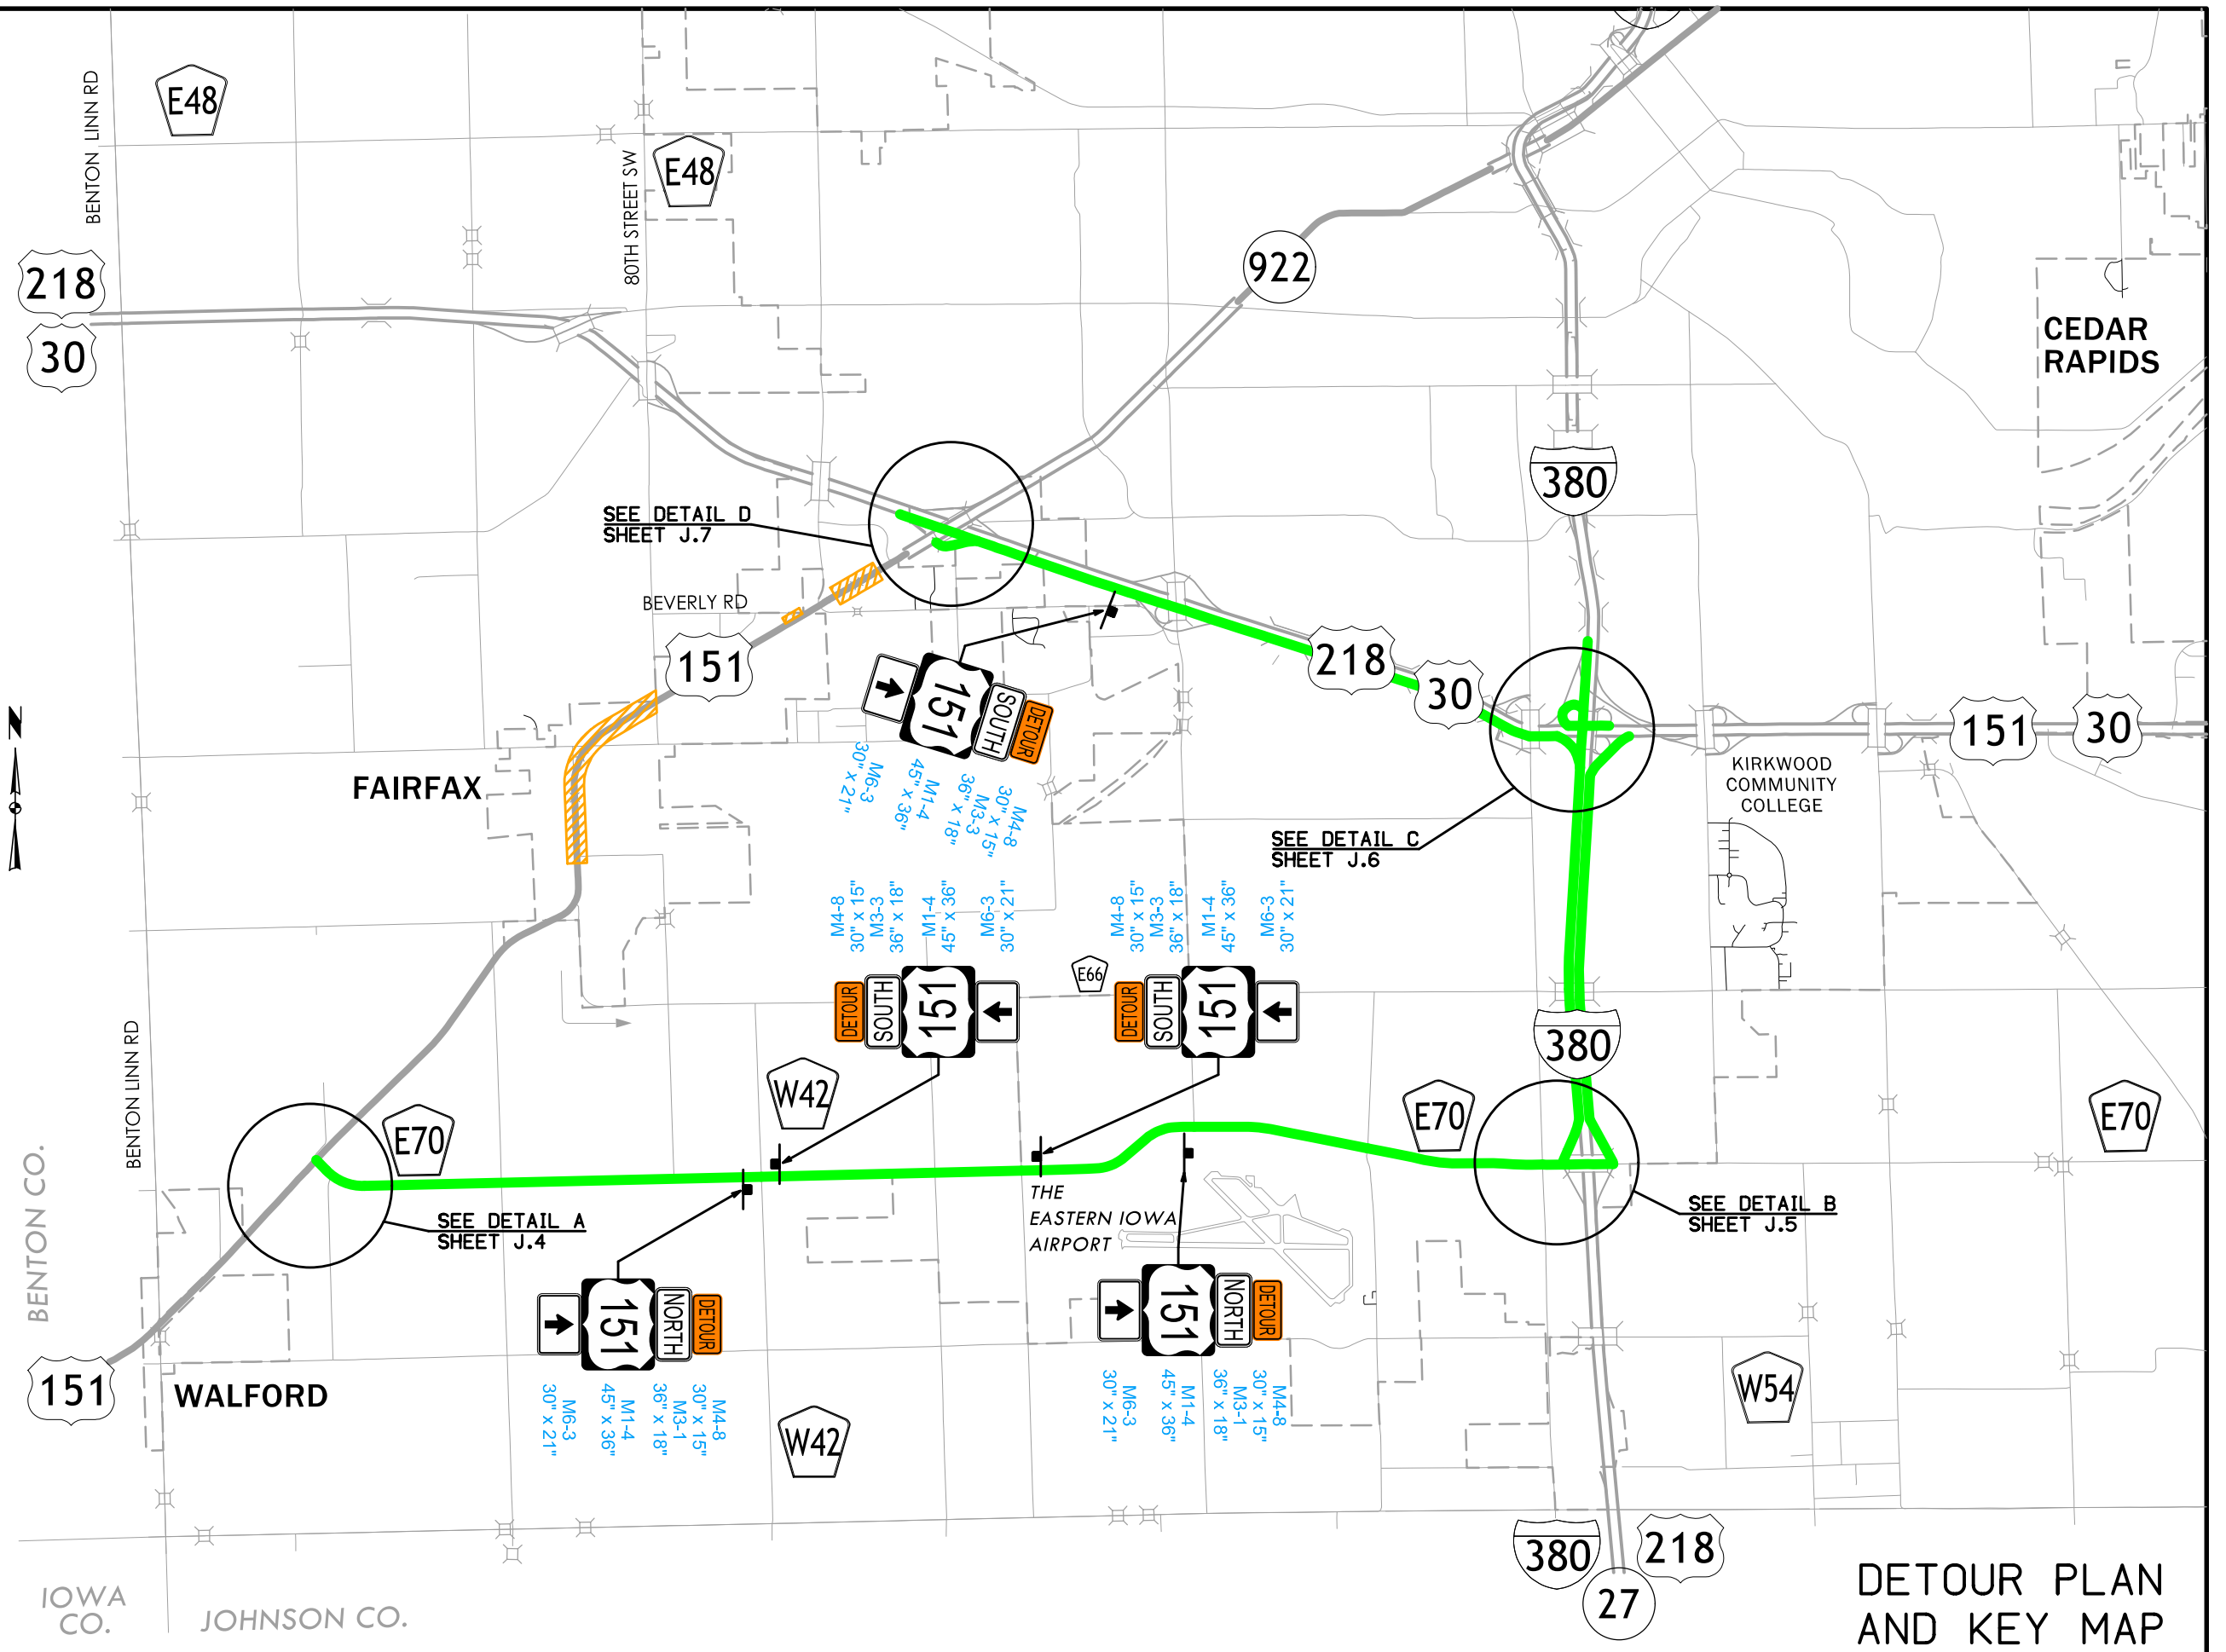 BENTON LINN RD
E48
80TH STREET SW
E48
218
30
922
CEDAR
RAPIDS
380
SEE DETAIL D
SHEET J.7
BEVERLY RD
151
218
30
151
30
N
FAIRFAX
DETOUR
SOUTH
151
M4-8
30" x 15"
M3-3
36" x 18"
M1-4
45" x 36"
M6-3
30" x 21"
KIRKWOOD
COMMUNITY
COLLEGE
SEE DETAIL C
SHEET J.6
M4-8
30" x 15"
M3-3
36" x 18"
M1-4
45" x 36"
M6-3
30" x 21"
DETOUR
SOUTH
151
E66
M4-8
30" x 15"
M3-3
36" x 18"
M1-4
45" x 36"
M6-3
30" x 21"
DETOUR
SOUTH
151
380
BENTON LINN RD
W42
E70
E70
E70
BENTON CO.
SEE DETAIL A
SHEET J.4
THE
EASTERN IOWA
AIRPORT
SEE DETAIL B
SHEET J.5
DETOUR
NORTH
151
M4-8
30" x 15"
M3-1
36" x 18"
M1-4
45" x 36"
M6-3
30" x 21"
DETOUR
NORTH
151
M4-8
30" x 15"
M3-1
36" x 18"
M1-4
45" x 36"
M6-3
30" x 21"
151
WALFORD
W42
W54
380
218
27
IOWA
CO.
JOHNSON CO.
DETOUR PLAN
AND KEY MAP